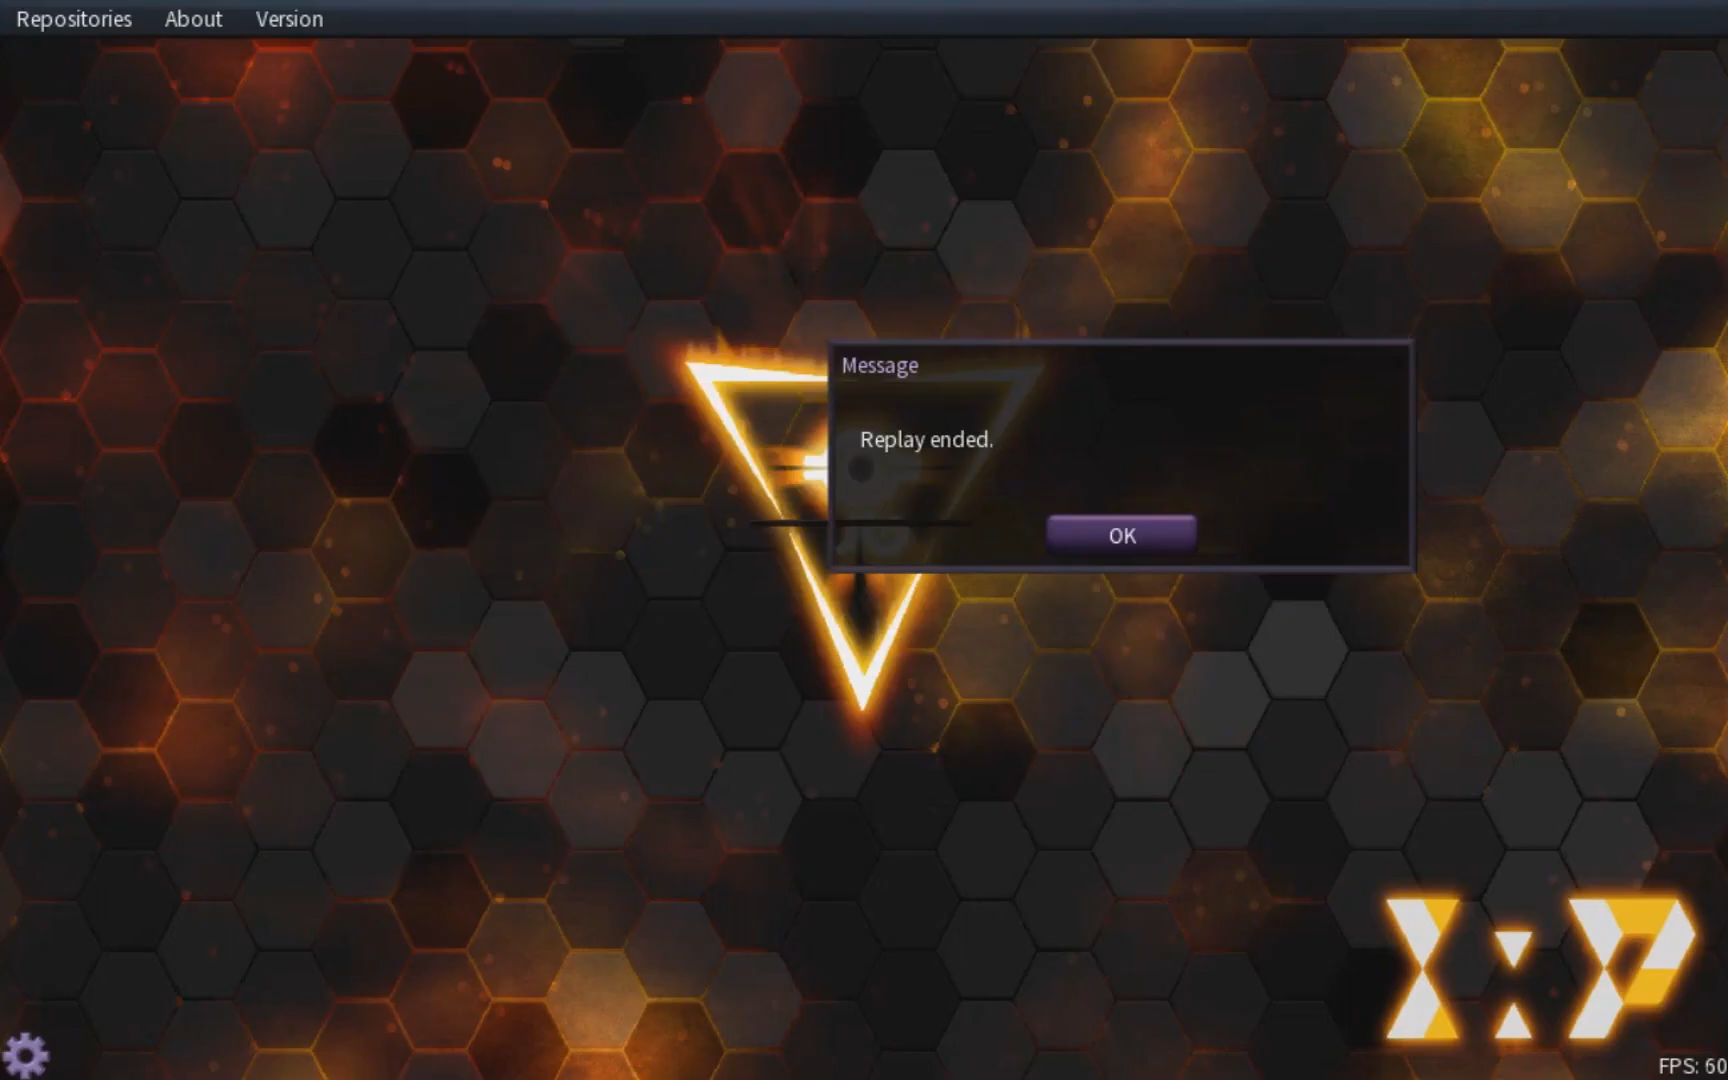 Repositories About Version
Message
Replay ended.
OK
FPS: 60